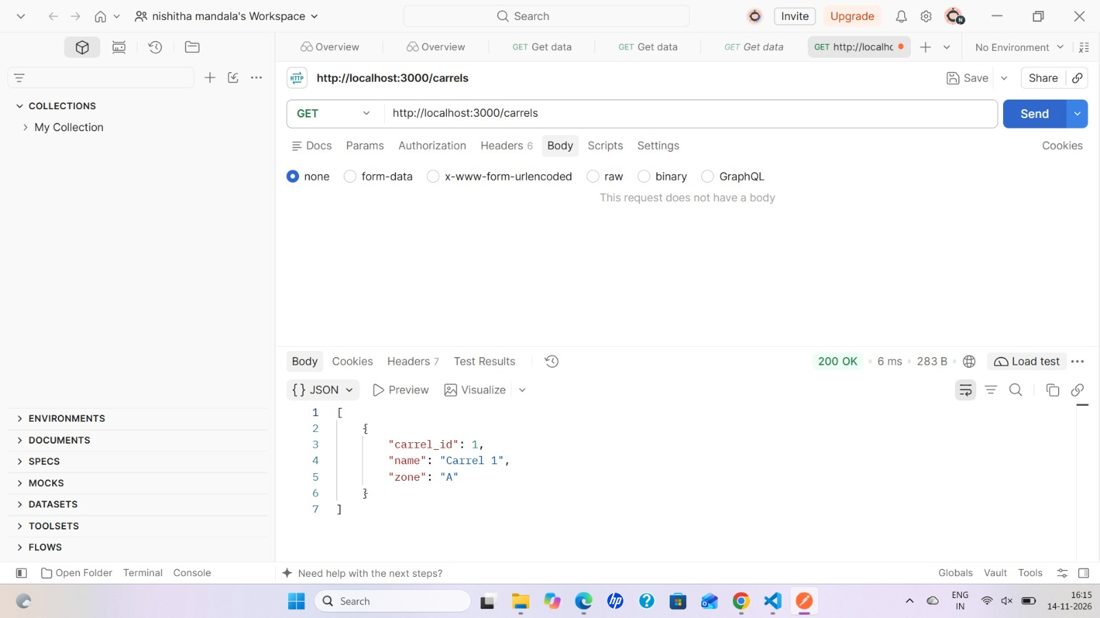 nishitha mandala's Workspace Search Invite Upgrade
Overview Overview GET Get data GET Get data GET Get data GET http://localhc No Environment
HTTP http://localhost:3000/carrels Save Share
COLLECTIONS
My Collection
GET http://localhost:3000/carrels Send
Docs Params Authorization Headers 6 Body Scripts Settings Cookies
none form-data x-www-form-urlencoded raw binary GraphQL
This request does not have a body
Body Cookies Headers 7 Test Results 200 OK 6 ms 283 B Load test
{} JSON Preview Visualize
1 [
2 {
3 "carrel_id": 1,
4 "name": "Carrel 1",
5 "zone": "A"
6 }
7 ]
ENVIRONMENTS
DOCUMENTS
SPECS
MOCKS
DATASETS
TOOLSETS
FLOWS
Open Folder Terminal Console Need help with the next steps? Globals Vault Tools
Search ENG 16:15
IN 14-11-2026